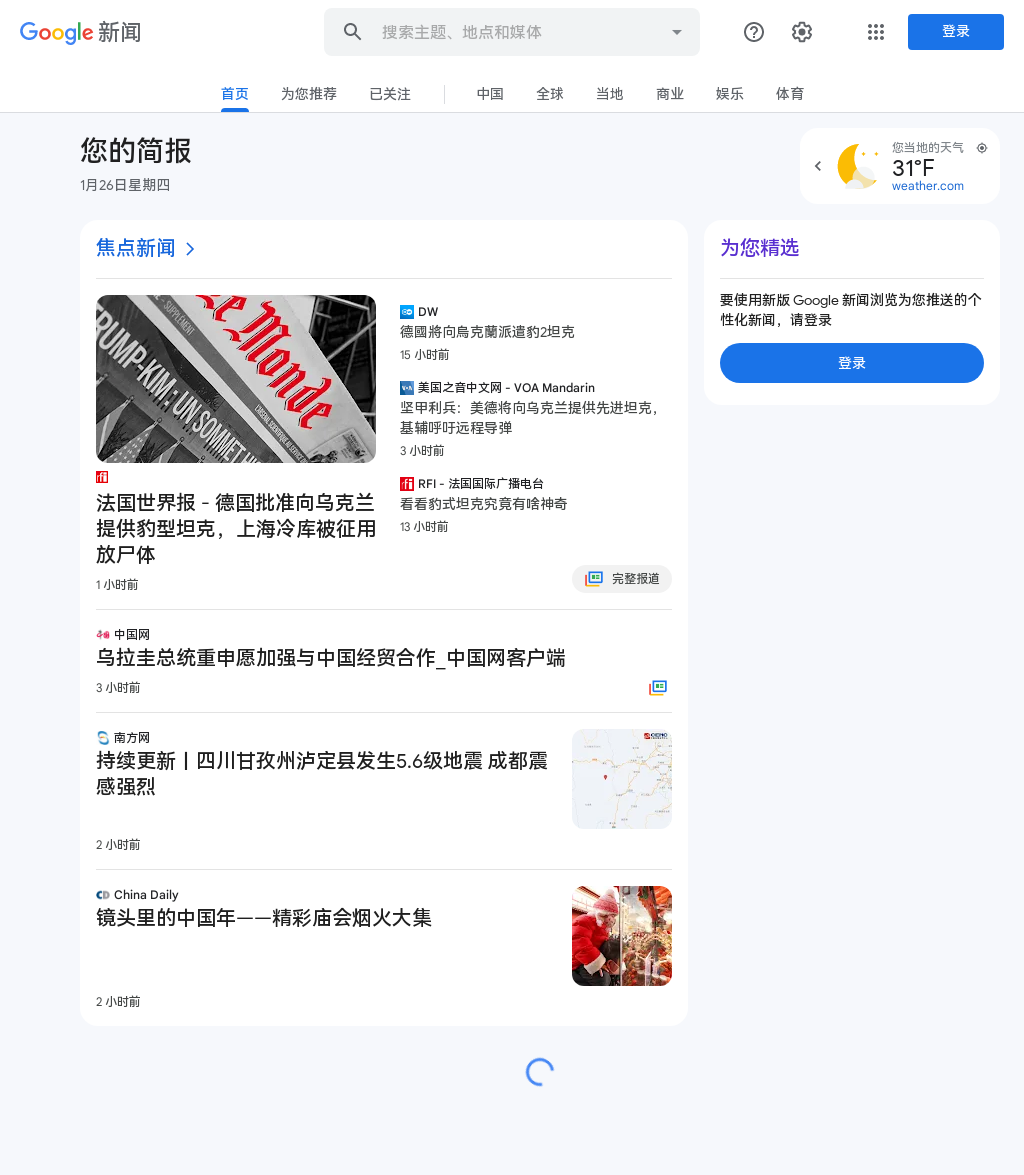 Google 新闻
搜索主题、地点和媒体
登录
首页
为您推荐
已关注
中国
全球
当地
商业
娱乐
体育
您的简报
1月26日星期四
您当地的天气
31°F
weather.com
焦点新闻
Le Monde
TRUMP-KIM : UN SOMMET
法国世界报 - 德国批准向乌克兰
提供豹型坦克，上海冷库被征用
放尸体
1 小时前
DW
德國將向烏克蘭派遣豹2坦克
15 小时前
美国之音中文网 - VOA Mandarin
坚甲利兵：美德将向乌克兰提供先进坦克，
基辅呼吁远程导弹
3 小时前
RFI - 法国国际广播电台
看看豹式坦克究竟有啥神奇
13 小时前
完整报道
中国网
乌拉圭总统重申愿加强与中国经贸合作_中国网客户端
3 小时前
南方网
持续更新丨四川甘孜州泸定县发生5.6级地震 成都震
感强烈
2 小时前
China Daily
镜头里的中国年——精彩庙会烟火大集
2 小时前
为您精选
要使用新版 Google 新闻浏览为您推送的个
性化新闻，请登录
登录